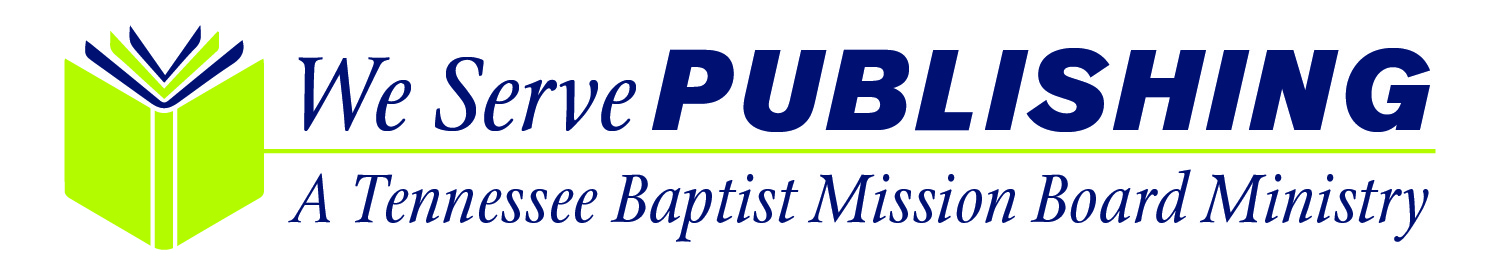 We Serve PUBLISHING
A Tennessee Baptist Mission Board Ministry